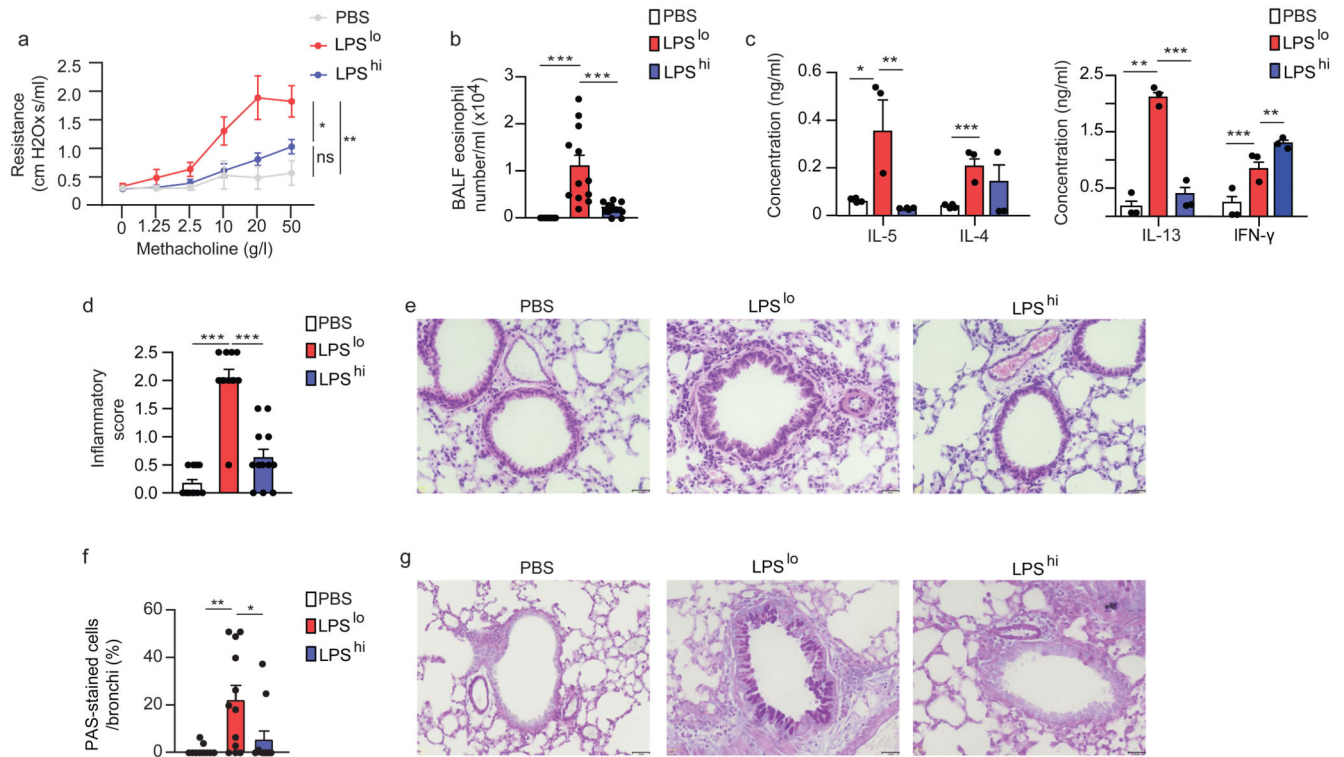 a
PBS
LPS lo
LPS hi
2.5
2.0
1.5
1.0
0.5
0
Resistance
(cm H2Ox s/ml)
*
ns
**
0 1.25 2.5 10 20 50
Methacholine (g/l)
b
PBS
LPS lo
LPS hi
*** ***
3
2
1
0
BALF eosinophil
number/ml (x104)
c
Concentration (ng/ml)
0.6
0.4
0.2
0
* ** ***
IL-5 IL-4
PBS
LPS lo
LPS hi
Concentration (ng/ml)
2.5
1.5
0.5
** *** *** **
IL-13 IFN-γ
d
PBS
LPS lo
LPS hi
*** ***
2.5
2.0
1.5
1.0
0.5
0.0
Inflammatory
score
e
PBS LPS lo LPS hi
f
PBS
LPS lo
LPS hi
** *
60
40
20
0
PAS-stained cells
/bronchi (%)
g
PBS LPS lo LPS hi